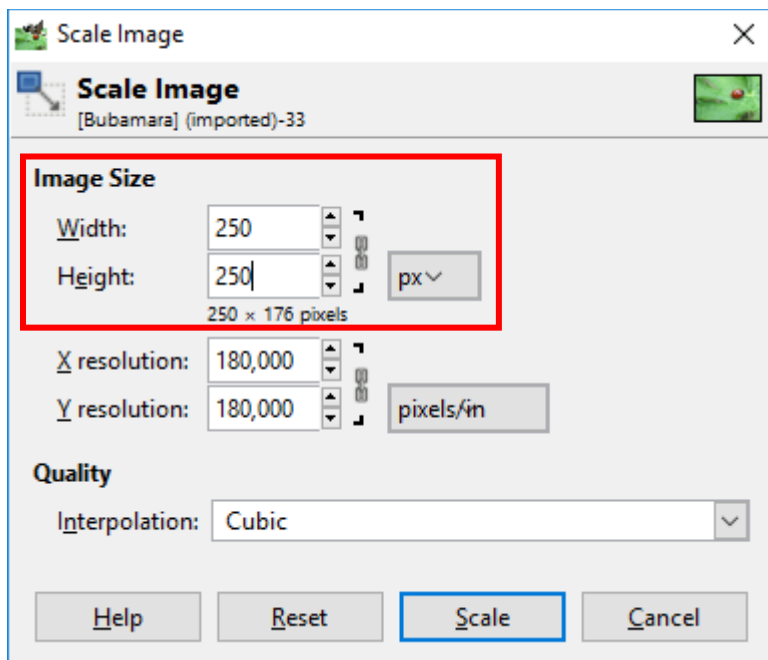 Scale Image
Scale Image
[Bubamara] (imported)-33
Image Size
Width: 250
Height: 250 px
250 × 176 pixels
X resolution: 180,000
Y resolution: 180,000 pixels/in
Quality
Interpolation: Cubic
Help Reset Scale Cancel